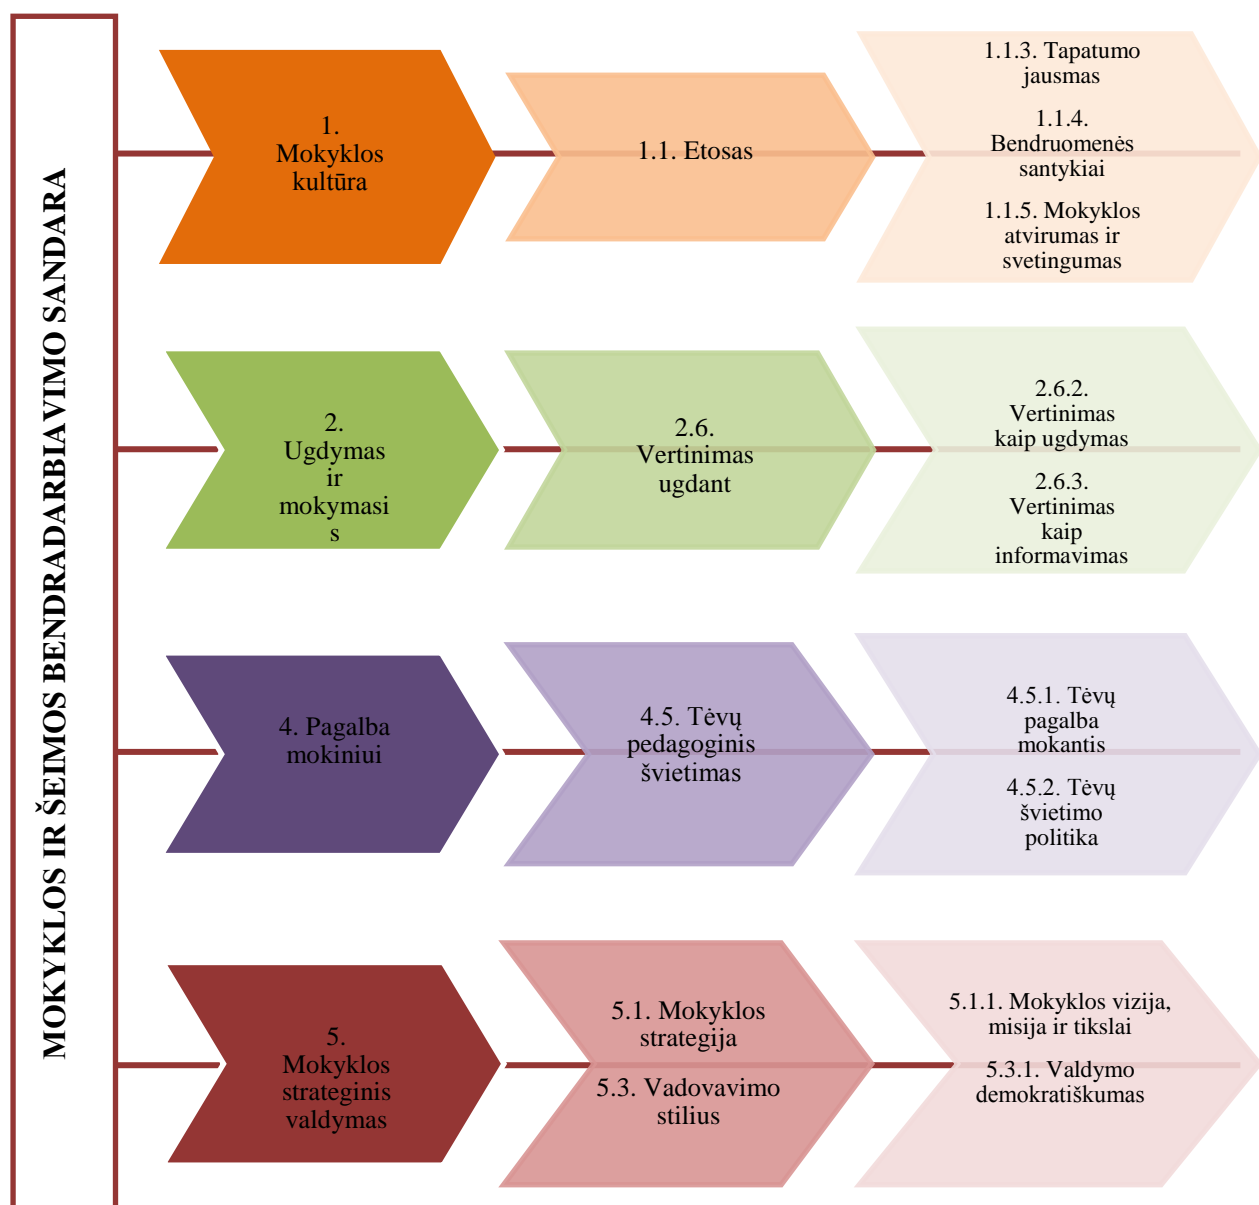 MOKYKLOS IR ŠEIMOS BENDRADARBIA VIMO SANDARA
1.
Mokyklos
kultūra
1.1. Etosas
1.1.3. Tapatumo
jausmas
1.1.4.
Bendruomenės
santykiai
1.1.5. Mokyklos
atvirumas ir
svetingumas
2.
Ugdymas
ir
mokymasi
s
2.6.
Vertinimas
ugdant
2.6.2.
Vertinimas
kaip ugdymas
2.6.3.
Vertinimas
kaip
informavimas
4. Pagalba
mokiniui
4.5. Tėvų
pedagoginis
švietimas
4.5.1. Tėvų
pagalba
mokantis
4.5.2. Tėvų
švietimo
politika
5.
Mokyklos
strateginis
valdymas
5.1. Mokyklos
strategija
5.3. Vadovavimo
stilius
5.1.1. Mokyklos vizija,
misija ir tikslai
5.3.1. Valdymo
demokratiškumas